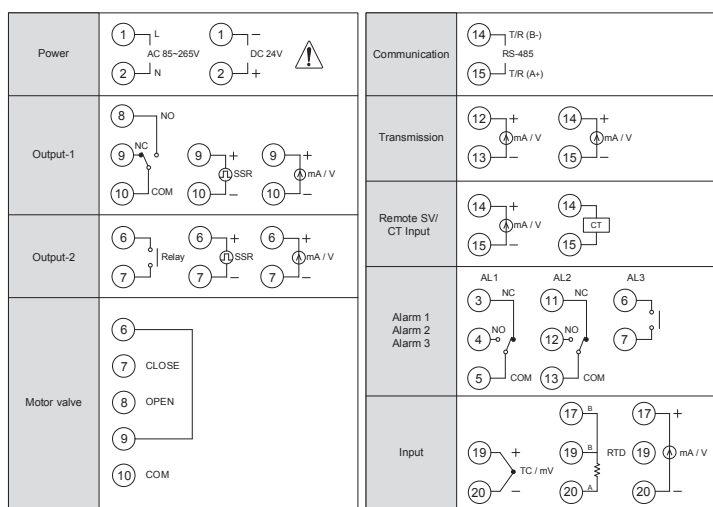 Power
1 L
AC 85~265V
2 N
1 −
DC 24V
2 +
Output-1
8 NO
9 NC
10 COM
9 +
SSR
10 −
9 +
mA / V
10 −
Output-2
6
Relay
7
6 +
SSR
7 −
6 +
mA / V
7 −
Motor valve
6
7 CLOSE
8 OPEN
9
10 COM
Communication
14 T/R (B-)
RS-485
15 T/R (A+)
Transmission
12 +
mA / V
13 −
14 +
mA / V
15 −
Remote SV/
CT Input
14 +
mA / V
15 −
14
CT
15
Alarm 1
Alarm 2
Alarm 3
AL1
3 NC
4 NO
5 COM
AL2
11 NC
12 NO
13 COM
AL3
6
7
Input
19 +
TC / mV
20 −
17 B
19 B
RTD
20 A
17 +
19 mA / V
20 −